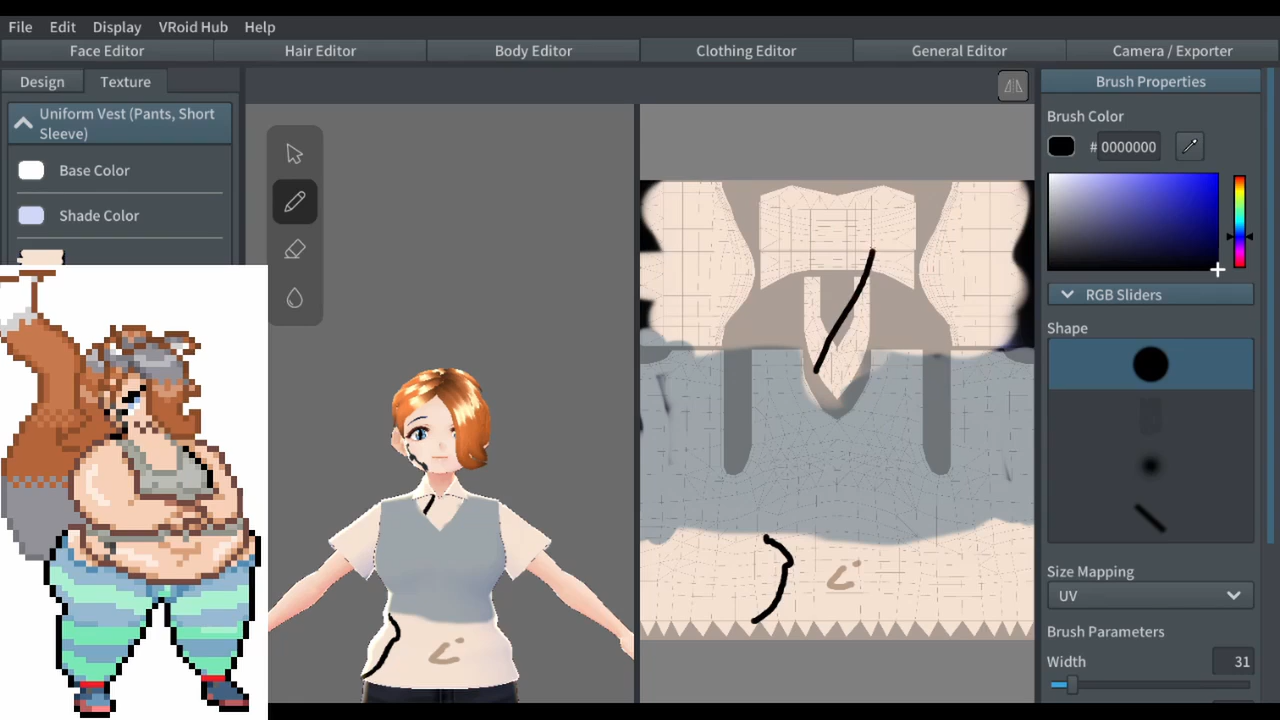 File Edit Display VRoid Hub Help
Face Editor Hair Editor Body Editor Clothing Editor General Editor Camera / Exporter
Design Texture
Uniform Vest (Pants, Short
Sleeve)
Base Color
Shade Color
Brush Properties
Brush Color
# 0000000
RGB Sliders
Shape
Size Mapping
UV
Brush Parameters
Width 31